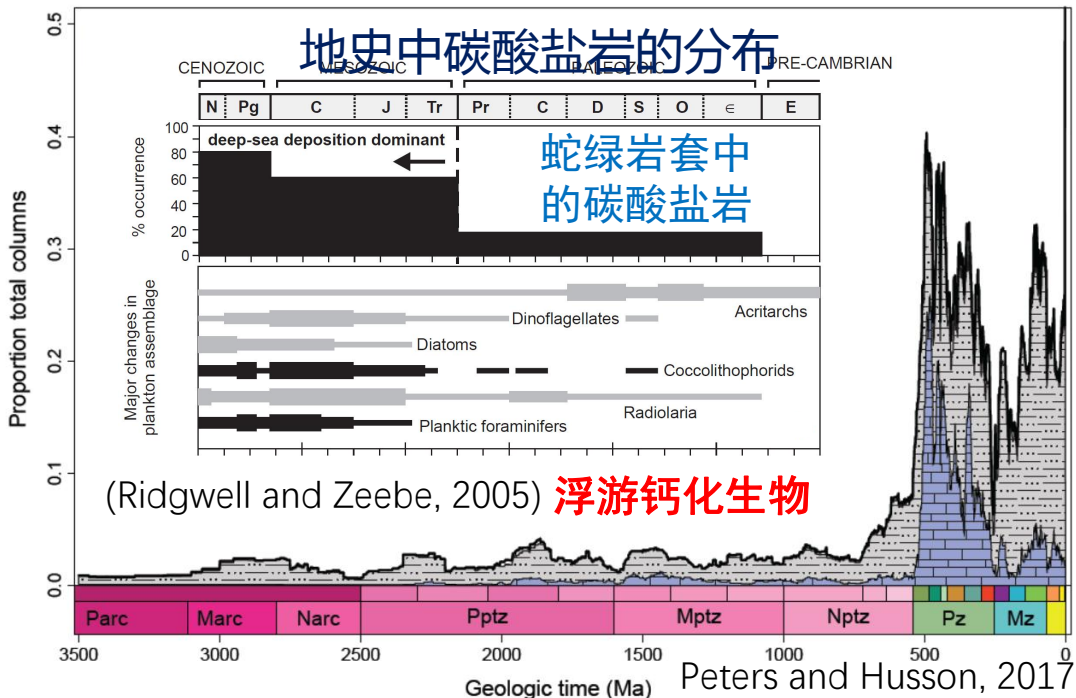 地史中碳酸盐岩的分布
CENOZOIC MESOZOIC PALEOZOIC PRE-CAMBRIAN
N Pg C J Tr Pr C D S O ∈ E
deep-sea deposition dominant
蛇绿岩套中
的碳酸盐岩
% occurrence
100
80
60
40
20
0
Major changes in
plankton assemblage
Acritarchs
Dinoflagellates
Diatoms
Coccolithophorids
Radiolaria
Planktic foraminifers
(Ridgwell and Zeebe, 2005) 浮游钙化生物
Proportion total columns
0.5
0.4
0.3
0.2
0.1
0.0
Parc Marc Narc Pptz Mptz Nptz Pz Mz
3500 3000 2500 2000 1500 1000 500 0
Geologic time (Ma)
Peters and Husson, 2017